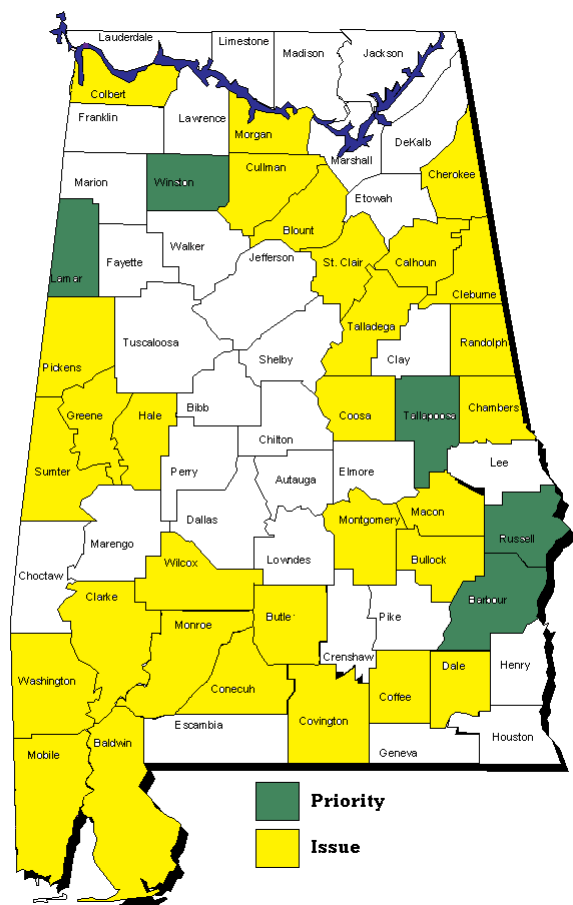 Lauderdale
Limestone
Madison
Jackson
Colbert
Franklin
Lawrence
Morgan
Marshall
DeKalb
Cherokee
Marion
Winston
Cullman
Etowah
Blount
Lamar
Fayette
Walker
Jefferson
St. Clair
Calhoun
Cleburne
Pickens
Tuscaloosa
Shelby
Talladega
Clay
Randolph
Greene
Hale
Bibb
Chilton
Coosa
Tallapoosa
Chambers
Sumter
Perry
Autauga
Elmore
Lee
Choctaw
Marengo
Dallas
Lowndes
Montgomery
Macon
Bullock
Russell
Clarke
Wilcox
Monroe
Butler
Crenshaw
Pike
Barbour
Washington
Conecuh
Covington
Coffee
Dale
Henry
Mobile
Baldwin
Escambia
Geneva
Houston
Priority
Issue